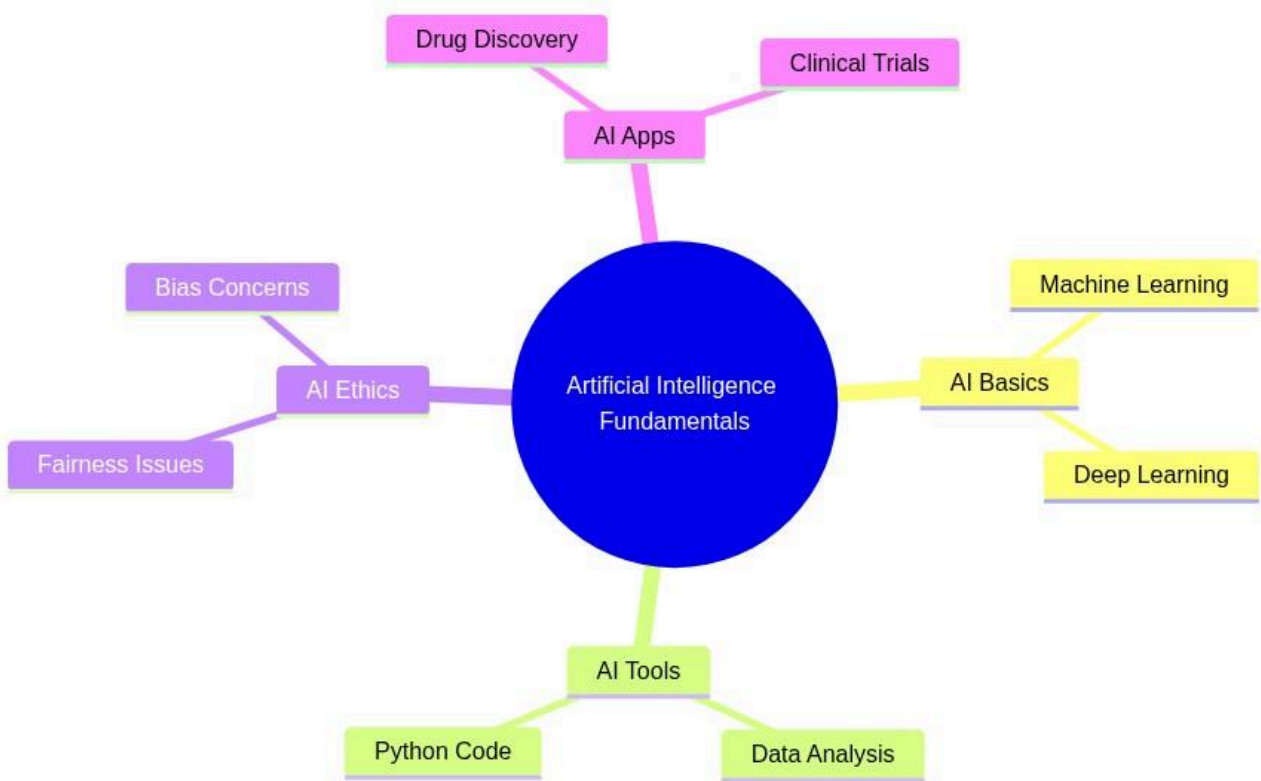 Drug Discovery
Clinical Trials
AI Apps
Bias Concerns
Machine Learning
AI Ethics
Artificial Intelligence
Fundamentals
AI Basics
Fairness Issues
Deep Learning
AI Tools
Python Code
Data Analysis